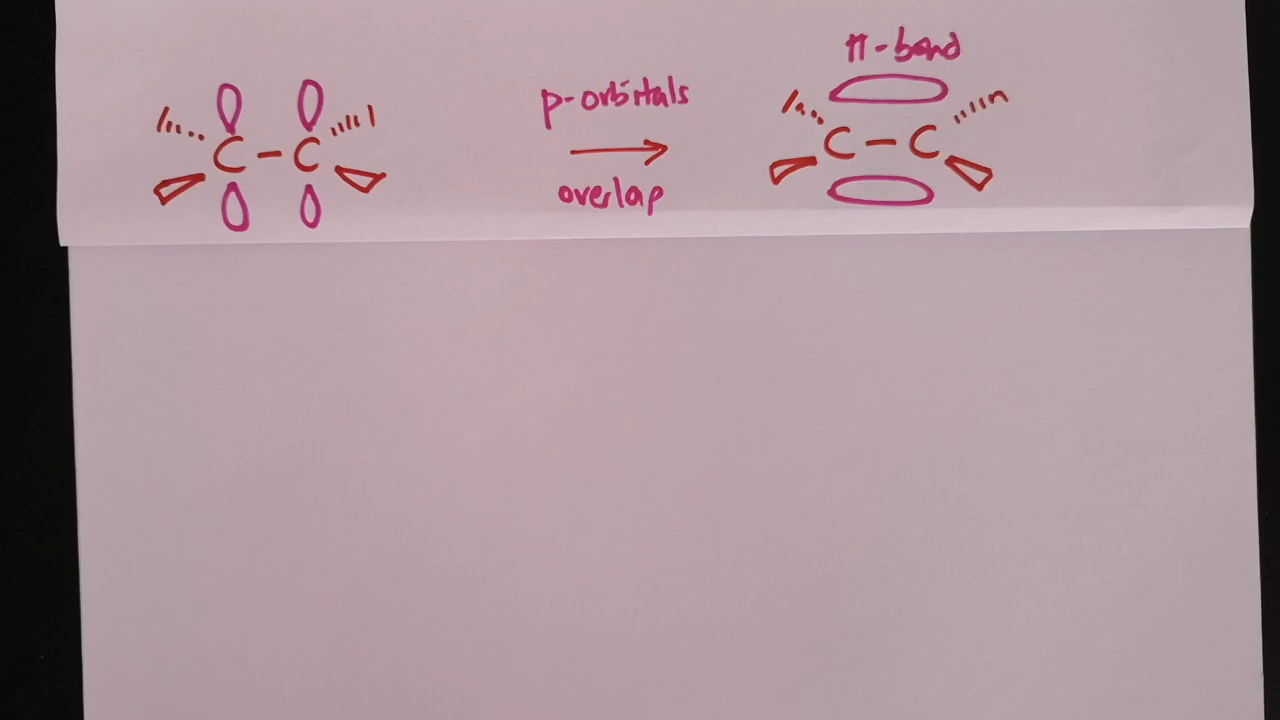 π-bond
p-orbitals
C - C
→
C - C
overlap